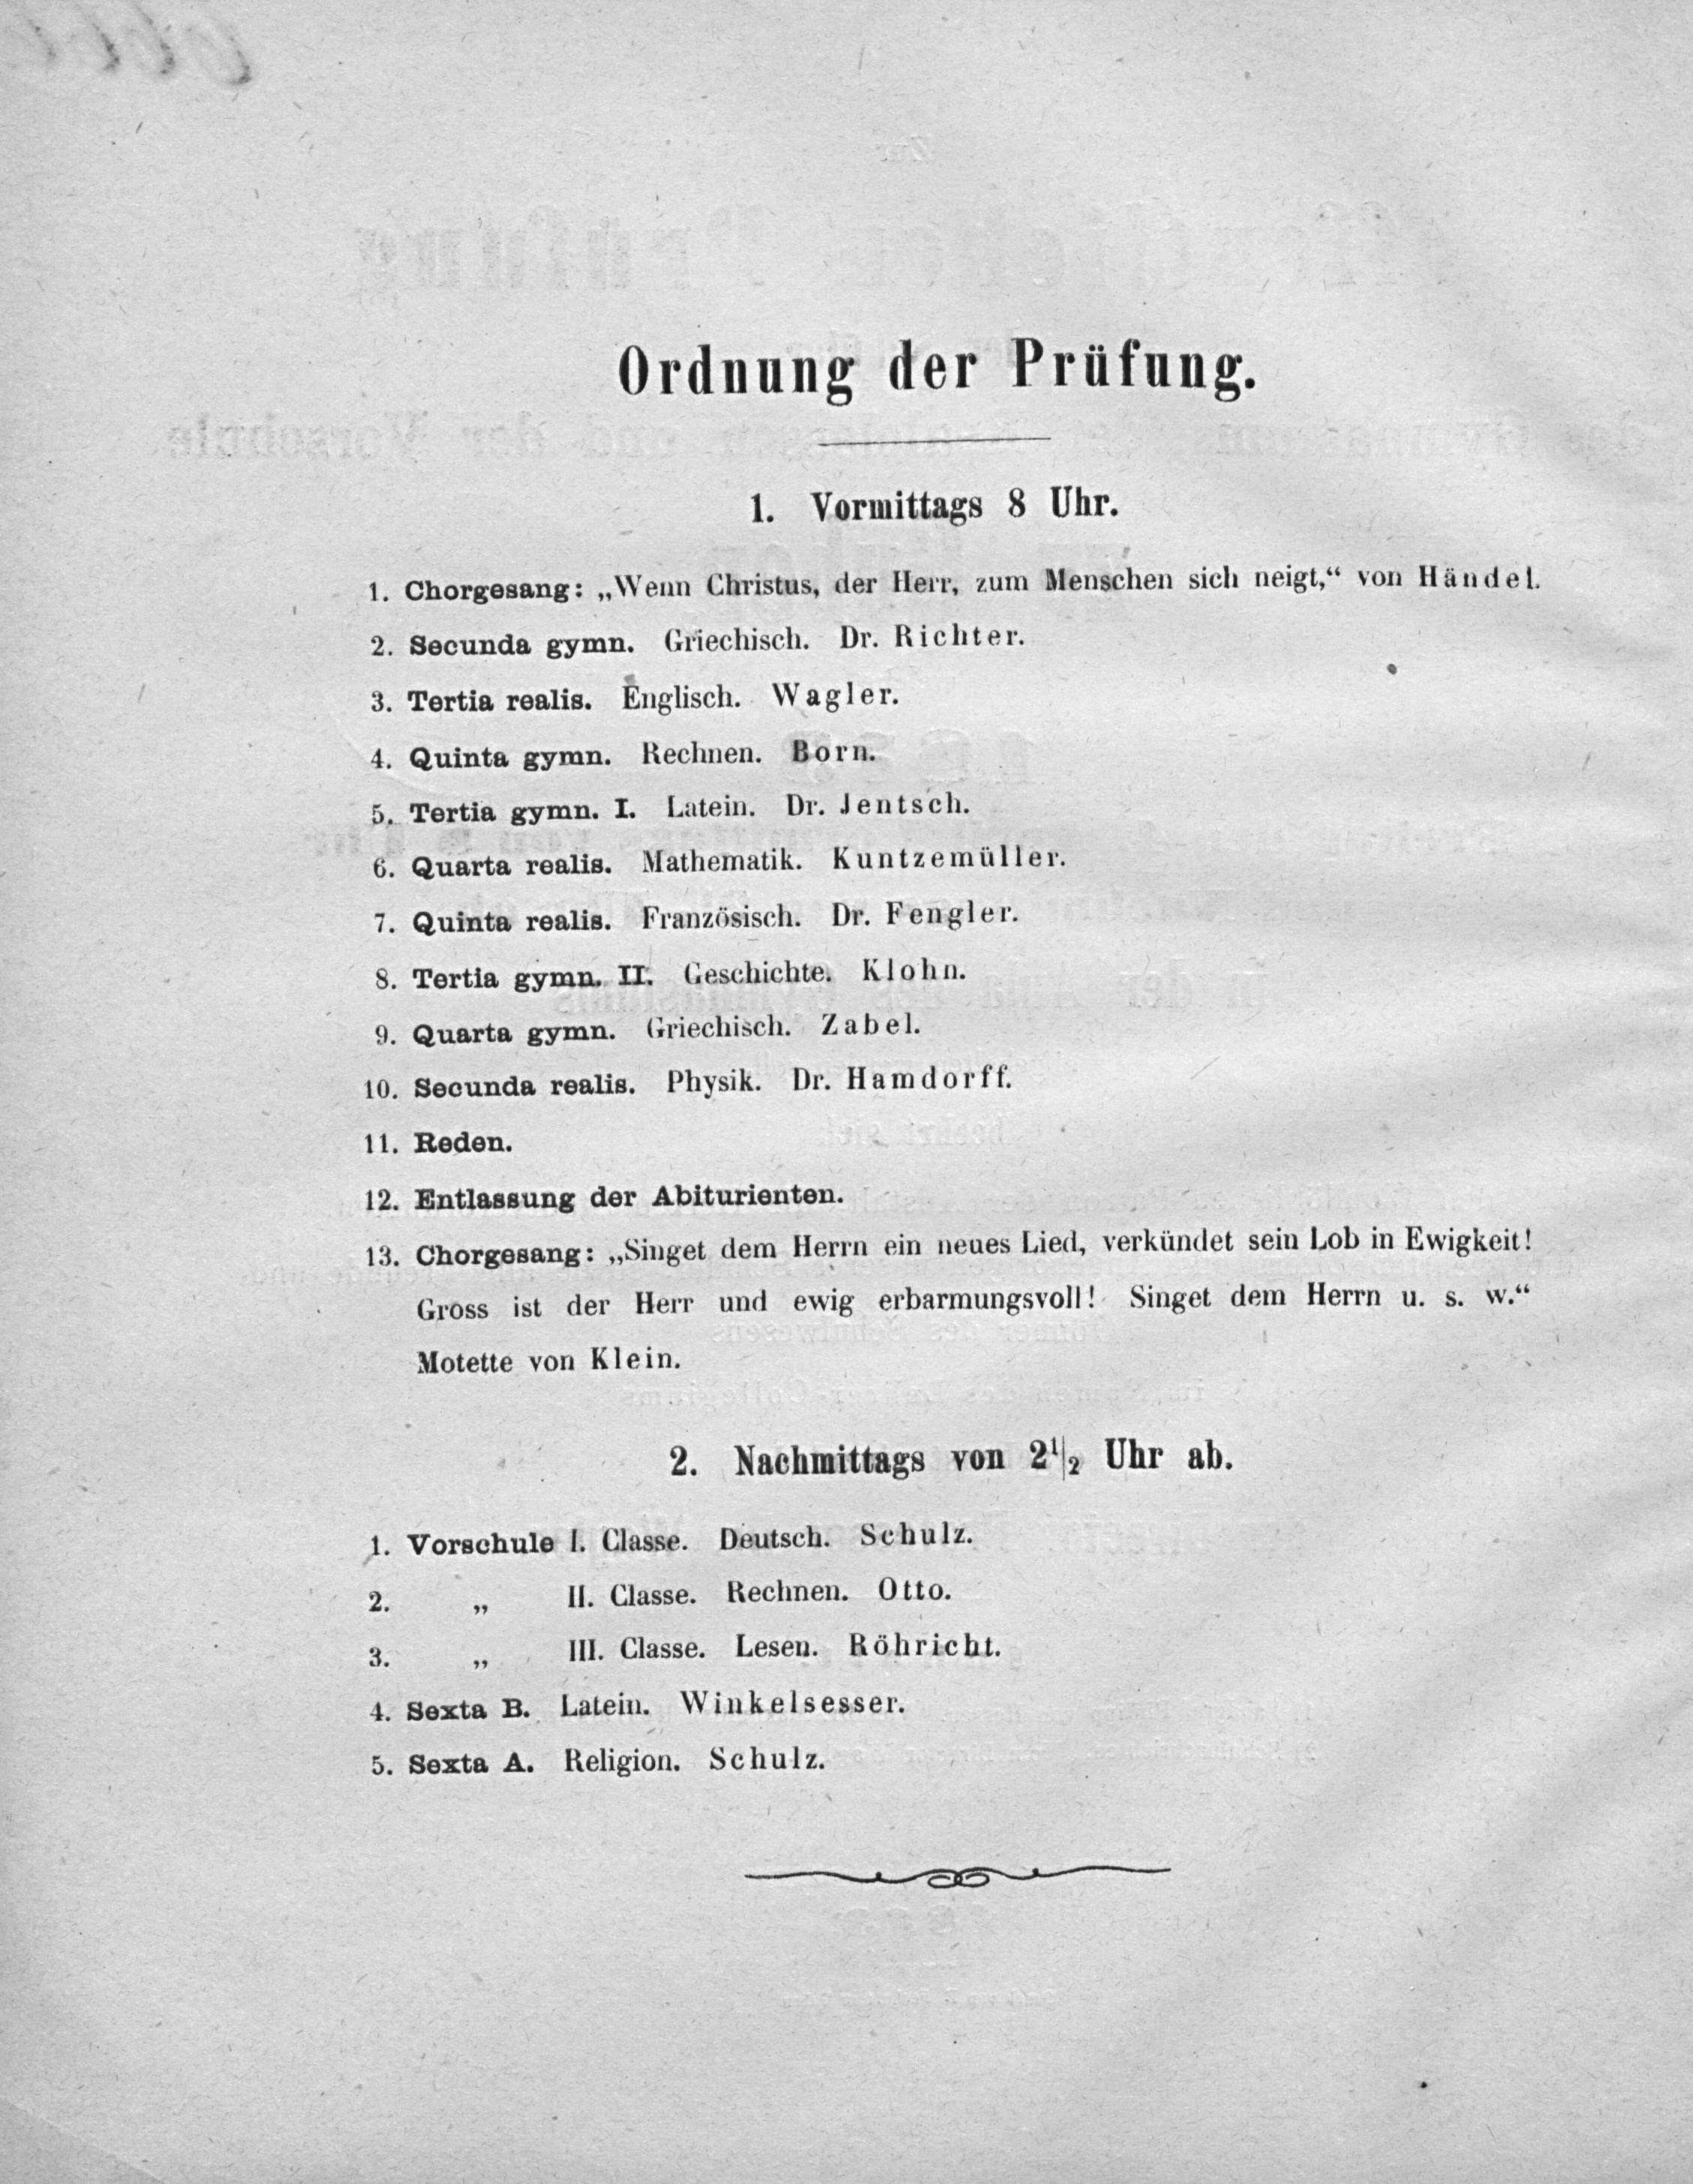 Ordnung der Prüfung.
1. Vormittags 8 Uhr.
1. Chorgesang: „Wenn Christus, der Herr, zum Menschen sich neigt,“ von Händel.
2. Secunda gymn. Griechisch. Dr. Richter.
3. Tertia realis. Englisch. Wagler.
4. Quinta gymn. Rechnen. Born.
5. Tertia gymn. I. Latein. Dr. Jentsch.
6. Quarta realis. Mathematik. Kuntzemüller.
7. Quinta realis. Französisch. Dr. Fengler.
8. Tertia gymn. II. Geschichte. Klohn.
9. Quarta gymn. Griechisch. Zabel.
10. Secunda realis. Physik. Dr. Hamdorff.
11. Reden.
12. Entlassung der Abiturienten.
13. Chorgesang: „Singet dem Herrn ein neues Lied, verkündet sein Lob in Ewigkeit!
Gross ist der Herr und ewig erbarmungsvoll! Singet dem Herrn u. s. w.“
Motette von Klein.
2. Nachmittags von 2 1/2 Uhr ab.
1. Vorschule I. Classe. Deutsch. Schulz.
2. „ II. Classe. Rechnen. Otto.
3. „ III. Classe. Lesen. Röhricht.
4. Sexta B. Latein. Winkelsesser.
5. Sexta A. Religion. Schulz.